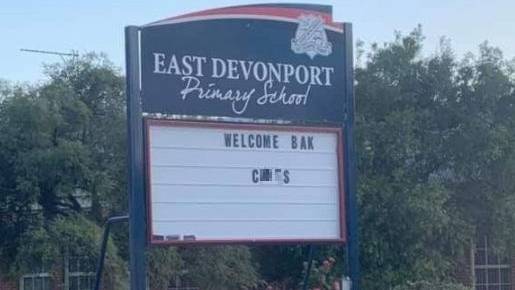 EAST DEVONPORT
Primary School
WELCOME BAK